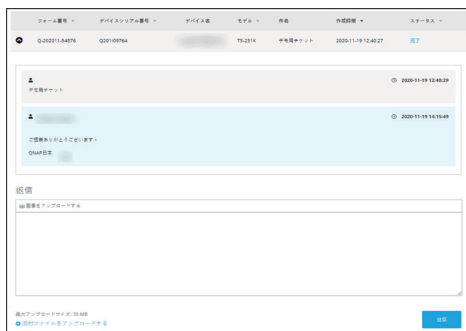 フォーム番号 デバイスシリアル番号 デバイス名 モデル 件名 作成時間 ステータス
Q-202011-54876 Q201I09764 TS-231K デモ用チケット 2020-11-19 12:40:27 完了
2020-11-19 12:40:29
デモ用チケット
2020-11-19 14:15:49
ご連絡ありがとうございます。
QNAP日本
返信
画像をアップロードする
最大アップロードサイズ: 55 MB
添付ファイルをアップロードする
送信